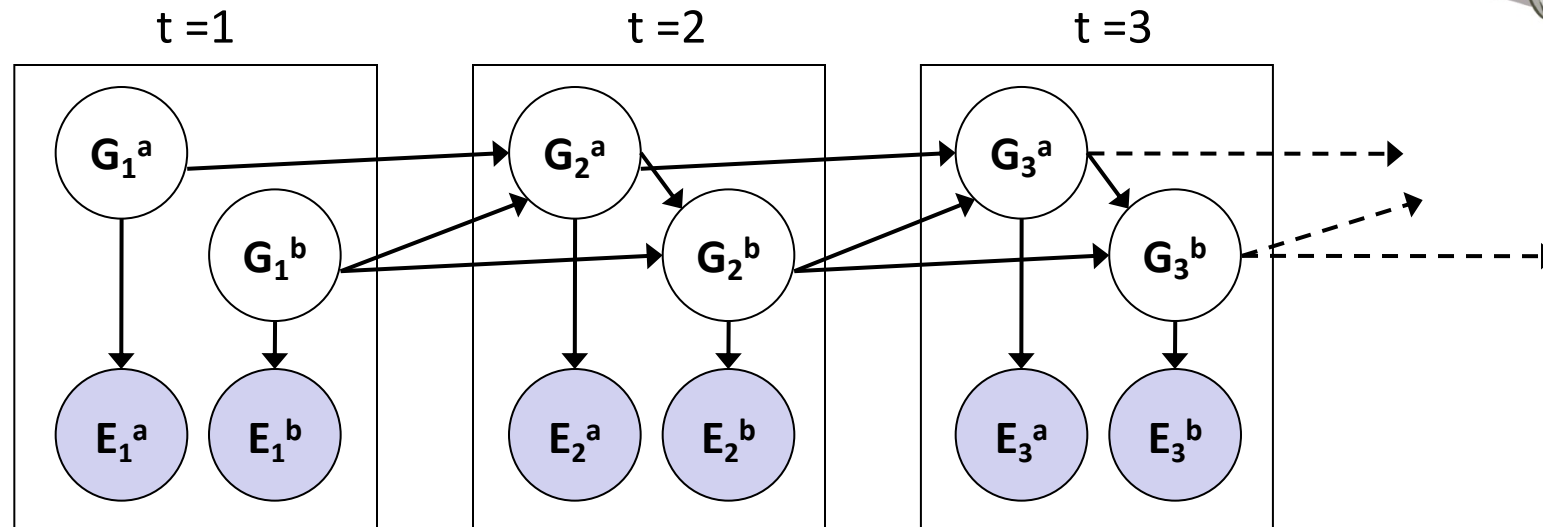 t =1 t =2 t =3
G₁ᵃ G₂ᵃ G₃ᵃ
G₁ᵇ G₂ᵇ G₃ᵇ
E₁ᵃ E₁ᵇ E₂ᵃ E₂ᵇ E₃ᵃ E₃ᵇ